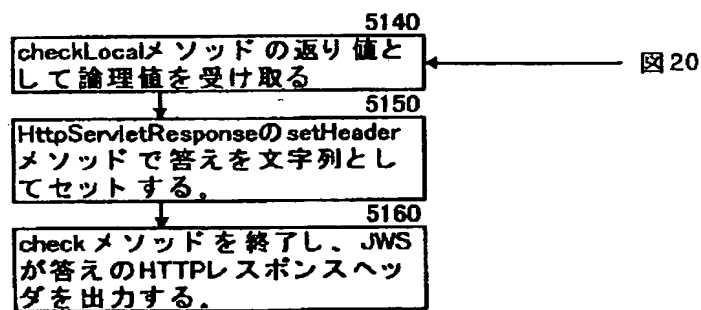 5140
checkLocalメソッドの返り値と
して論理値を受け取る
図20
5150
HttpServletResponseのsetHeader
メソッドで答えを文字列とし
てセットする。
5160
checkメソッドを終了し、JWS
が答えのHTTPレスポンスヘッ
ダを出力する。